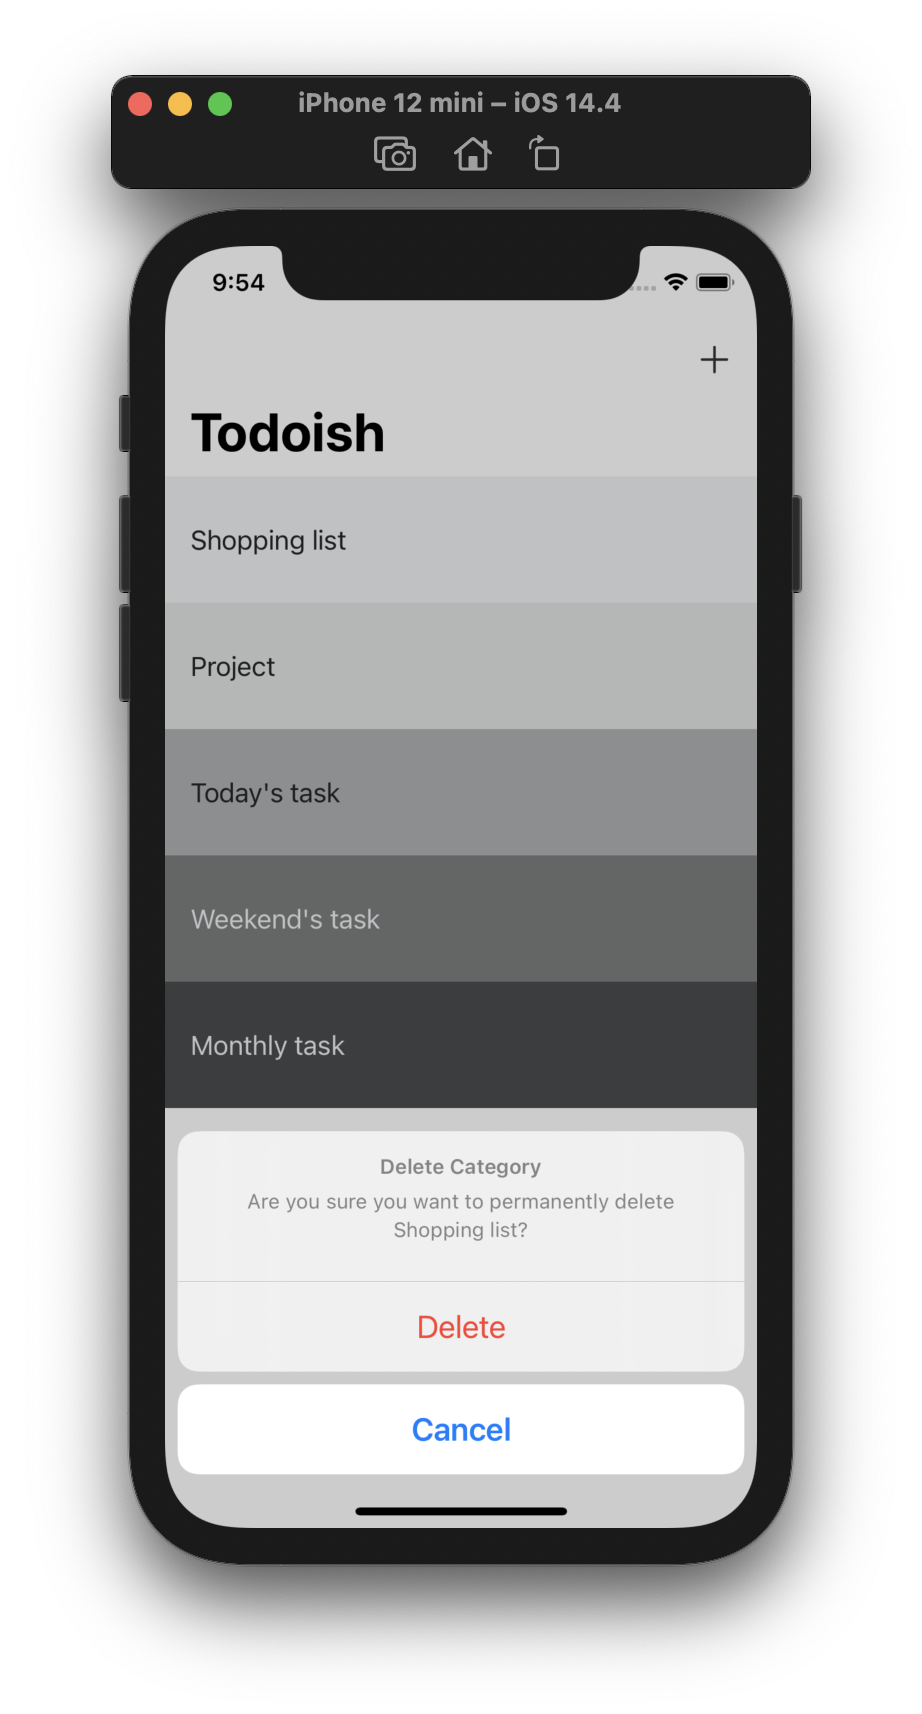 iPhone 12 mini – iOS 14.4
9:54
Todoish
Shopping list
Project
Today's task
Weekend's task
Monthly task
Delete Category
Are you sure you want to permanently delete
Shopping list?
Delete
Cancel